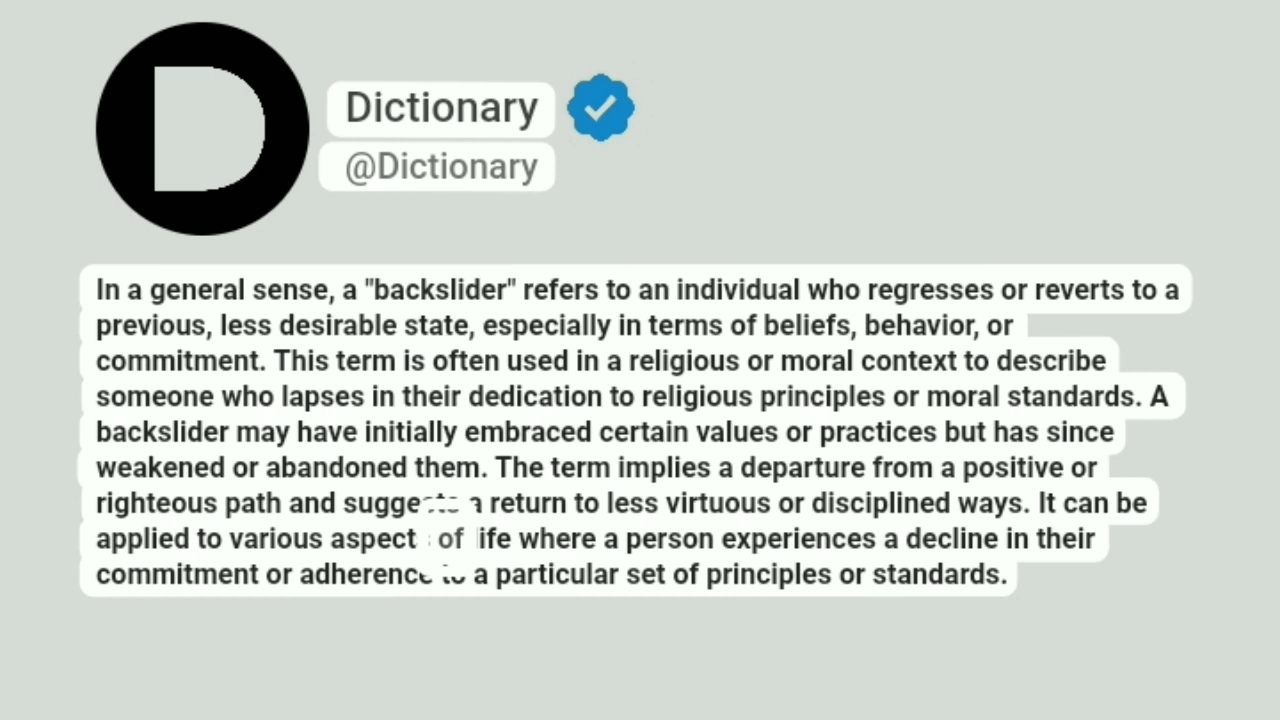 D
Dictionary
@Dictionary
In a general sense, a "backslider" refers to an individual who regresses or reverts to a
previous, less desirable state, especially in terms of beliefs, behavior, or
commitment. This term is often used in a religious or moral context to describe
someone who lapses in their dedication to religious principles or moral standards. A
backslider may have initially embraced certain values or practices but has since
weakened or abandoned them. The term implies a departure from a positive or
righteous path and suggests a return to less virtuous or disciplined ways. It can be
applied to various aspects of life where a person experiences a decline in their
commitment or adherence to a particular set of principles or standards.